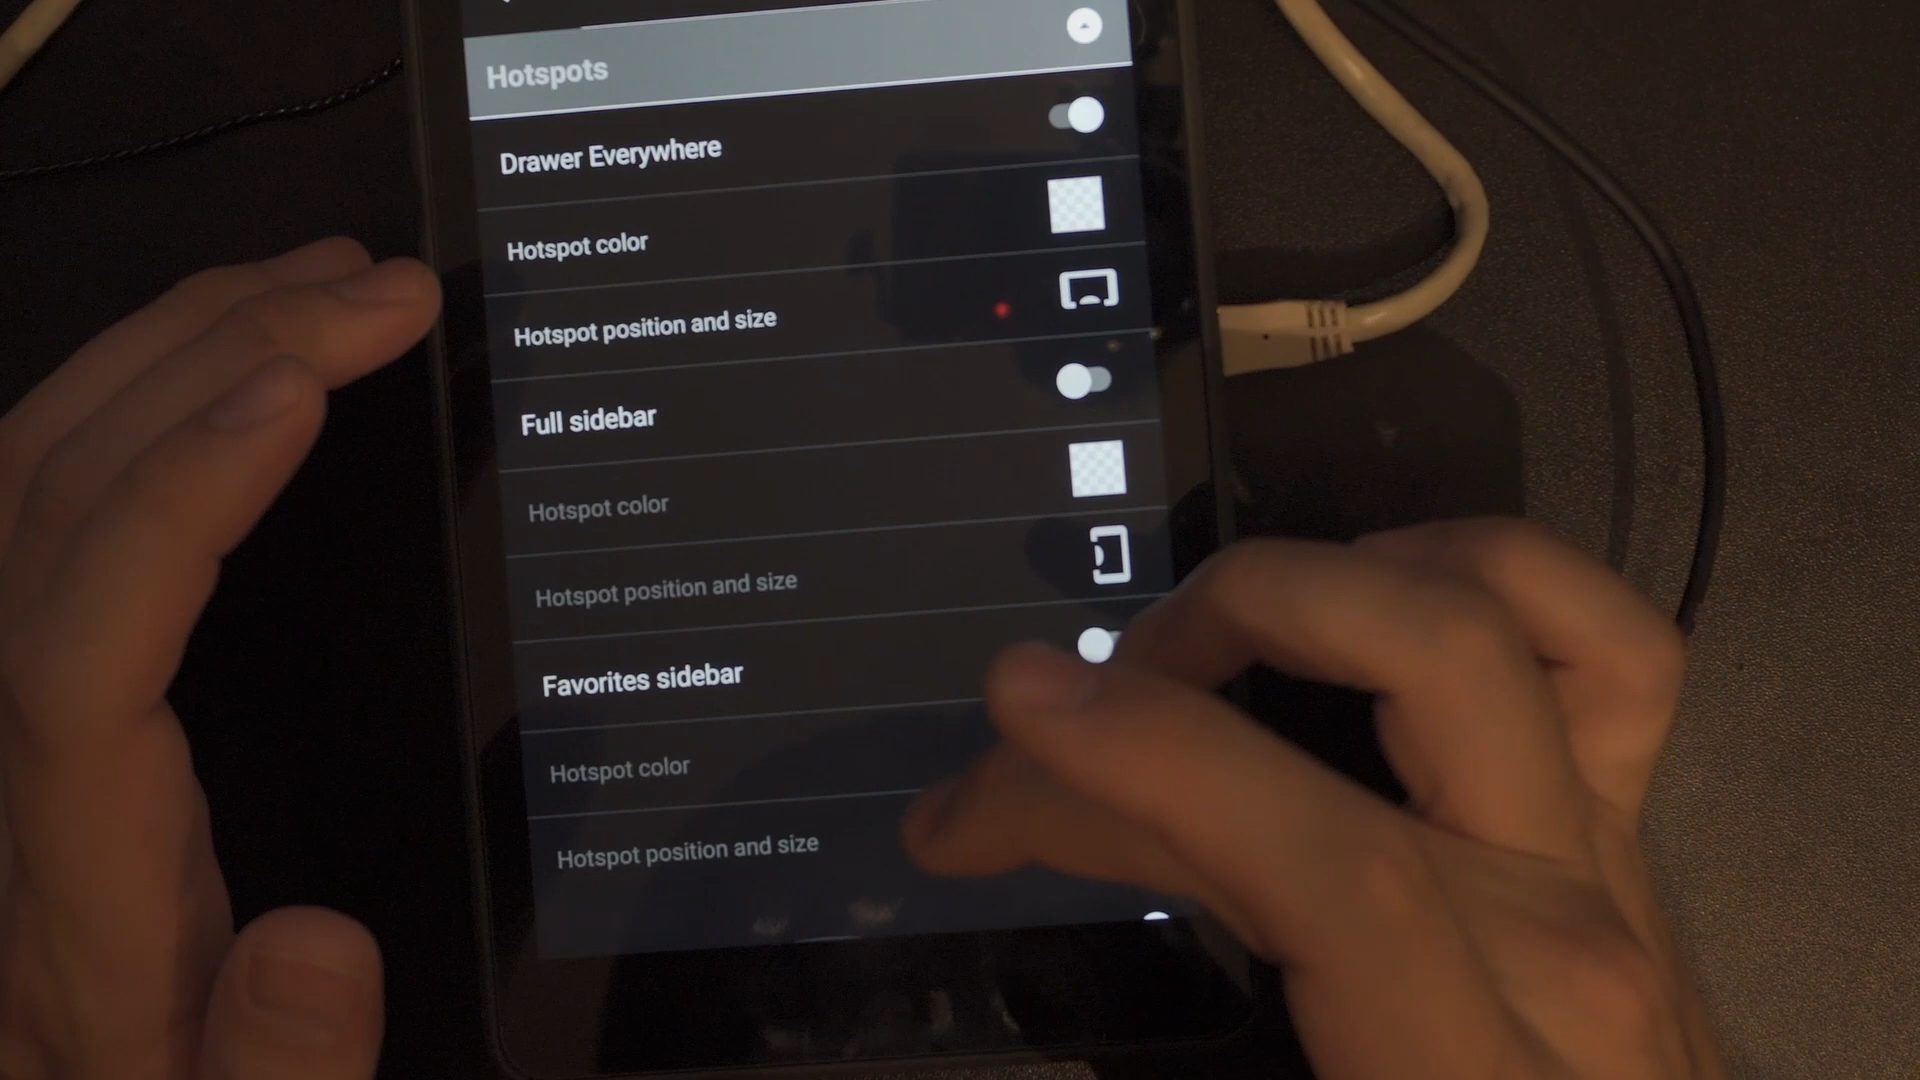 Hotspots
Drawer Everywhere
Hotspot color
Hotspot position and size
Full sidebar
Hotspot color
Hotspot position and size
Favorites sidebar
Hotspot color
Hotspot position and size